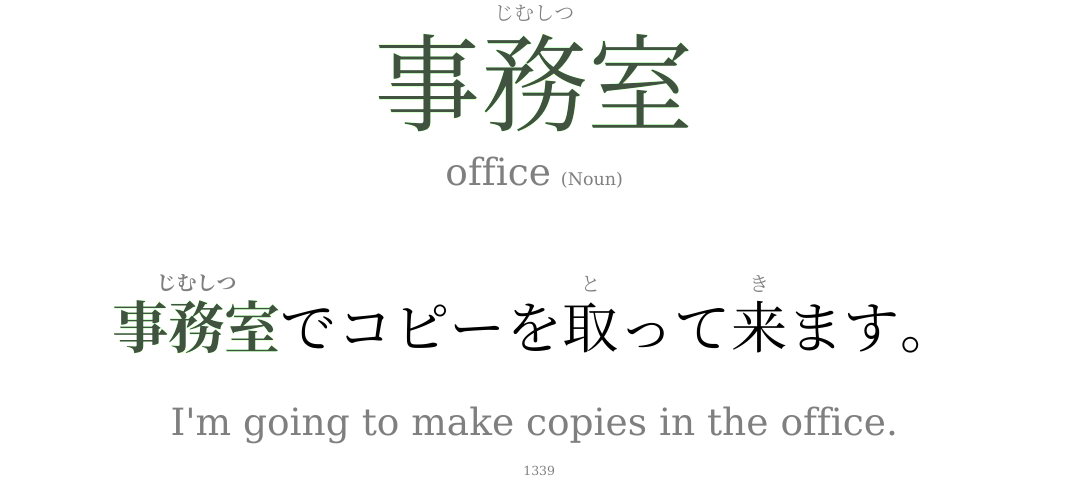 じむしつ
事務室
office (Noun)
じむしつ と き
事務室でコピーを取って来ます。
I'm going to make copies in the office.
1339